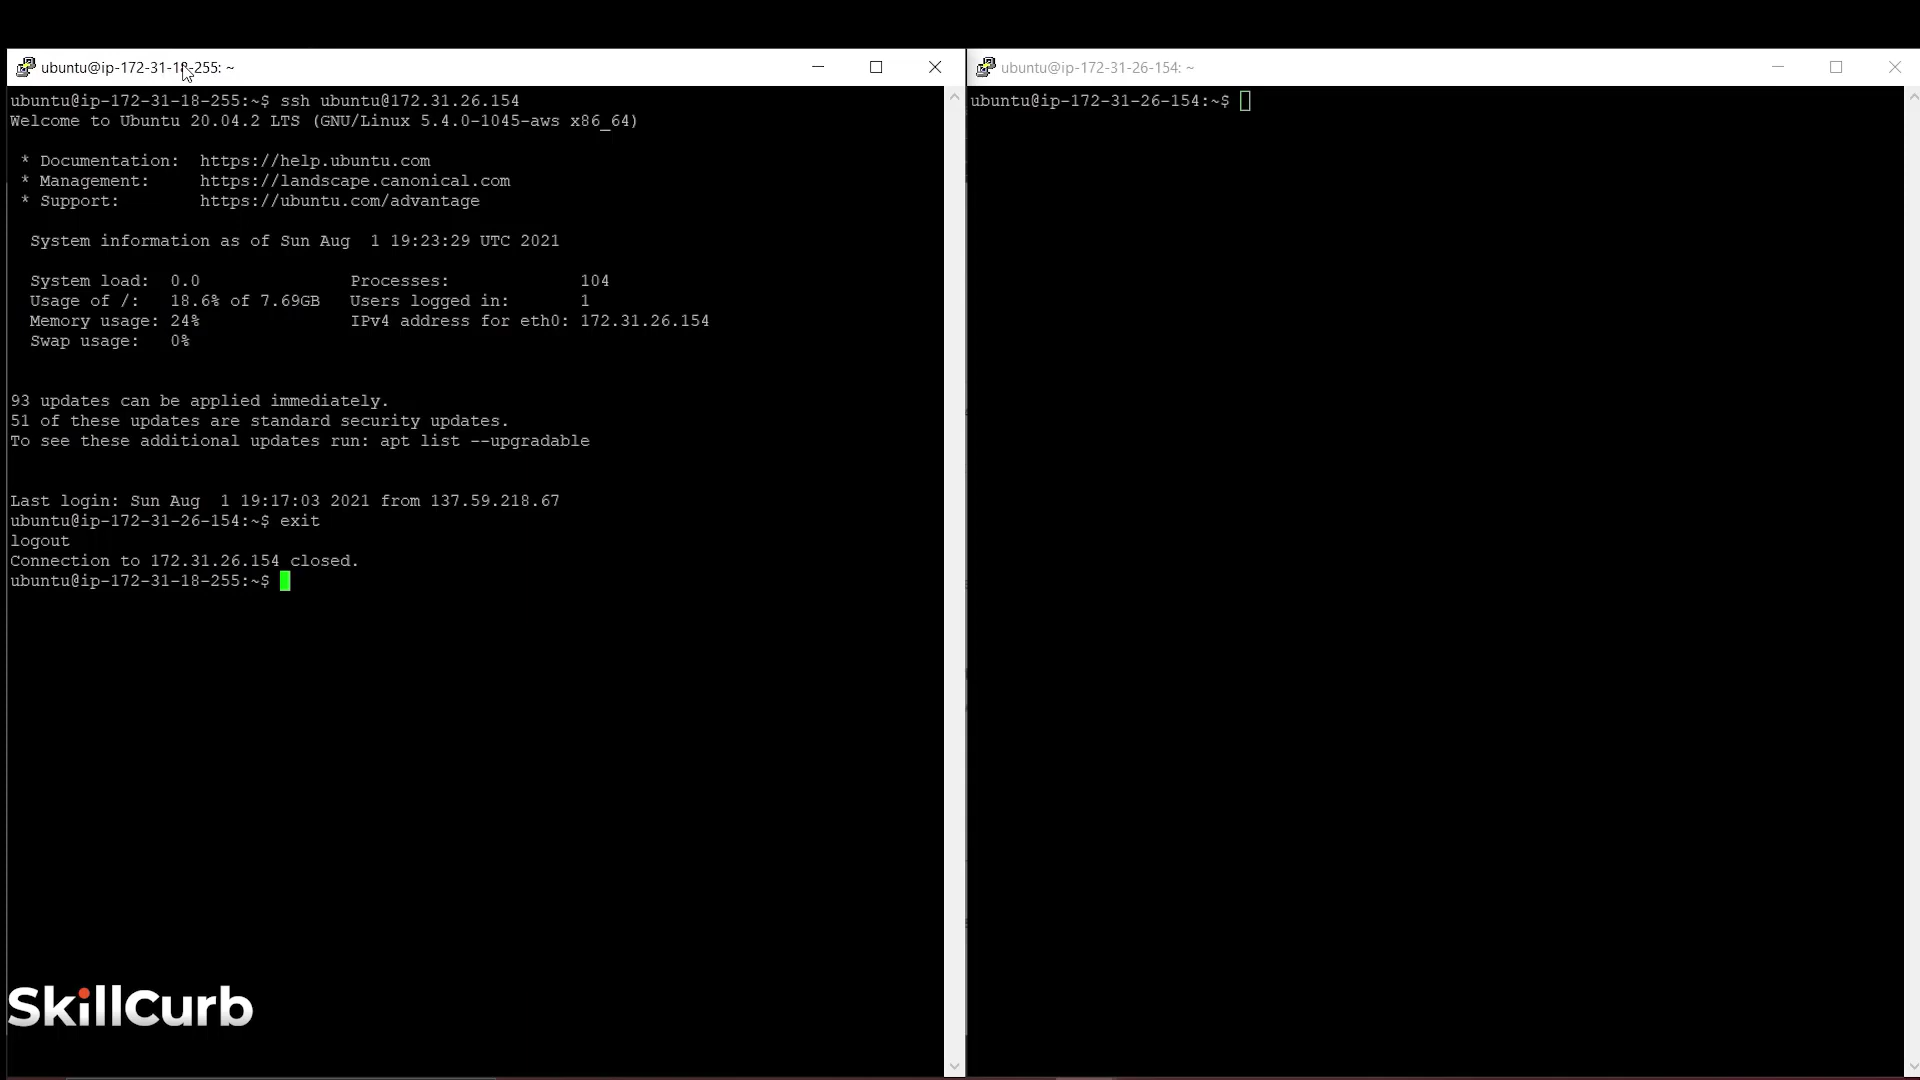 ubuntu@ip-172-31-18-255: ~
ubuntu@ip-172-31-18-255:~$ ssh ubuntu@172.31.26.154
Welcome to Ubuntu 20.04.2 LTS (GNU/Linux 5.4.0-1045-aws x86_64)
* Documentation:  https://help.ubuntu.com
* Management:     https://landscape.canonical.com
* Support:        https://ubuntu.com/advantage
System information as of Sun Aug  1 19:23:29 UTC 2021
System load:  0.0               Processes:             104
Usage of /:   18.6% of 7.69GB   Users logged in:       1
Memory usage: 24%               IPv4 address for eth0: 172.31.26.154
Swap usage:   0%
93 updates can be applied immediately.
51 of these updates are standard security updates.
To see these additional updates run: apt list --upgradable
Last login: Sun Aug  1 19:17:03 2021 from 137.59.218.67
ubuntu@ip-172-31-26-154:~$ exit
logout
Connection to 172.31.26.154 closed.
ubuntu@ip-172-31-18-255:~$
SkillCurb
ubuntu@ip-172-31-26-154: ~
ubuntu@ip-172-31-26-154:~$